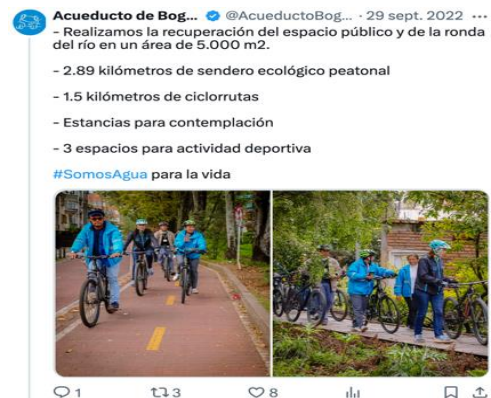 Acueducto de Bog... @AcueductoBog... · 29 sept. 2022
- Realizamos la recuperación del espacio público y de la ronda
del río en un área de 5.000 m2.
- 2.89 kilómetros de sendero ecológico peatonal
- 1.5 kilómetros de ciclorrutas
- Estancias para contemplación
- 3 espacios para actividad deportiva
#SomosAgua para la vida
1 3 8